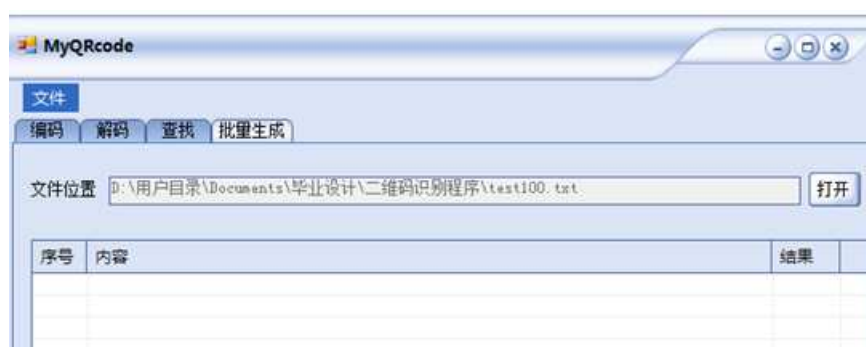 MyQRcode
文件
编码 解码 查找 批量生成
文件位置 D:\用户目录\Documents\毕业设计\二维码识别程序\test100.txt 打开
序号 内容 结果